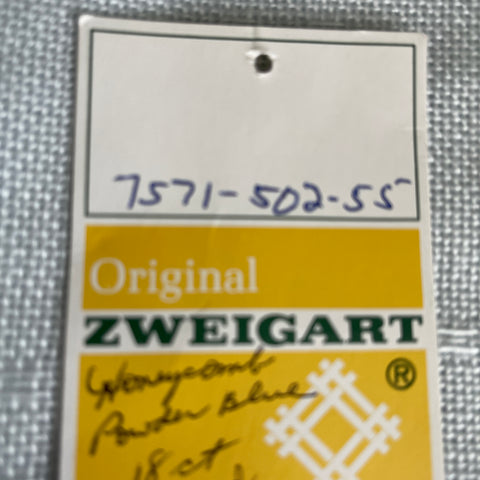 7571-502-55
Original
ZWEIGART
®
Honeycomb
Powder Blue
18 ct